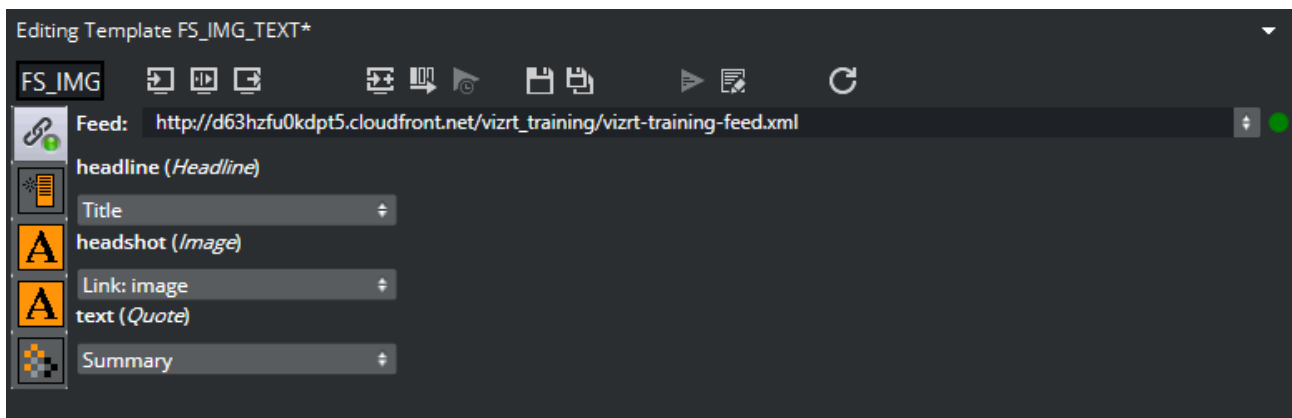 Editing Template FS_IMG_TEXT*
FS_IMG
Feed: http://d63hzfu0kdpt5.cloudfront.net/vizrt_training/vizrt-training-feed.xml
headline (Headline)
Title
A headshot (Image)
Link: image
A text (Quote)
Summary